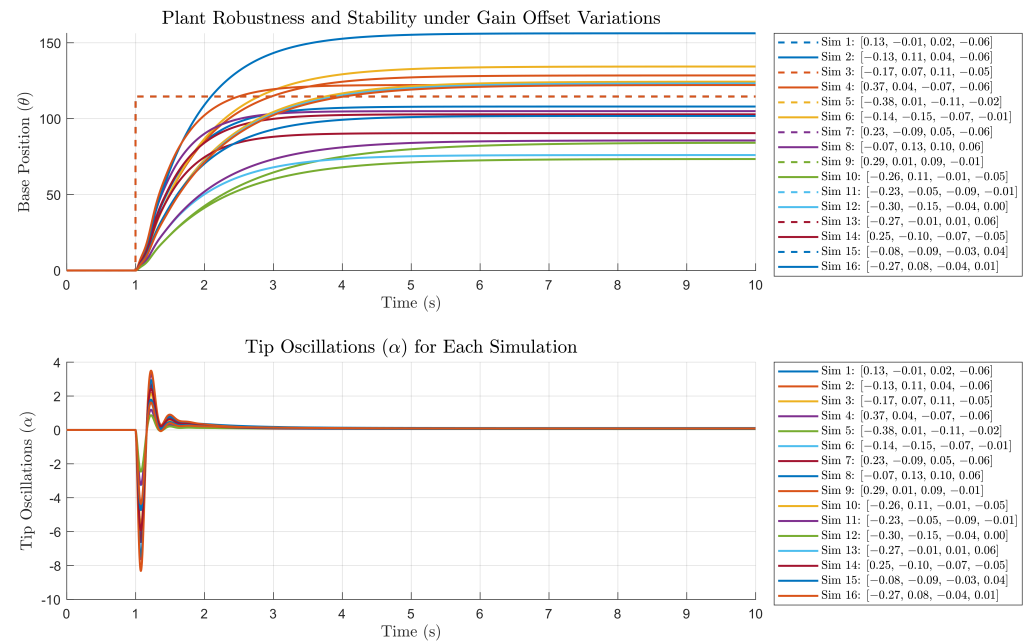 Plant Robustness and Stability under Gain Offset Variations
150
100
50
0
Base Position (θ)
0 1 2 3 4 5 6 7 8 9 10
Time (s)
Sim 1: [0.13, −0.01, 0.02, −0.06]
Sim 2: [−0.13, 0.11, 0.04, −0.06]
Sim 3: [−0.17, 0.07, 0.11, −0.05]
Sim 4: [0.37, 0.04, −0.07, −0.06]
Sim 5: [−0.38, 0.01, −0.11, −0.02]
Sim 6: [−0.14, −0.15, −0.07, −0.01]
Sim 7: [0.23, −0.09, 0.05, −0.06]
Sim 8: [−0.07, 0.13, 0.10, 0.06]
Sim 9: [0.29, 0.01, 0.09, −0.01]
Sim 10: [−0.26, 0.11, −0.01, −0.05]
Sim 11: [−0.23, −0.05, −0.09, −0.01]
Sim 12: [−0.30, −0.15, −0.04, 0.00]
Sim 13: [−0.27, −0.01, 0.01, 0.06]
Sim 14: [0.25, −0.10, −0.07, −0.05]
Sim 15: [−0.08, −0.09, −0.03, 0.04]
Sim 16: [−0.27, 0.08, −0.04, 0.01]
Tip Oscillations (α) for Each Simulation
4
2
0
-2
-4
-6
-8
-10
Tip Oscillations (α)
0 1 2 3 4 5 6 7 8 9 10
Time (s)
Sim 1: [0.13, −0.01, 0.02, −0.06]
Sim 2: [−0.13, 0.11, 0.04, −0.06]
Sim 3: [−0.17, 0.07, 0.11, −0.05]
Sim 4: [0.37, 0.04, −0.07, −0.06]
Sim 5: [−0.38, 0.01, −0.11, −0.02]
Sim 6: [−0.14, −0.15, −0.07, −0.01]
Sim 7: [0.23, −0.09, 0.05, −0.06]
Sim 8: [−0.07, 0.13, 0.10, 0.06]
Sim 9: [0.29, 0.01, 0.09, −0.01]
Sim 10: [−0.26, 0.11, −0.01, −0.05]
Sim 11: [−0.23, −0.05, −0.09, −0.01]
Sim 12: [−0.30, −0.15, −0.04, 0.00]
Sim 13: [−0.27, −0.01, 0.01, 0.06]
Sim 14: [0.25, −0.10, −0.07, −0.05]
Sim 15: [−0.08, −0.09, −0.03, 0.04]
Sim 16: [−0.27, 0.08, −0.04, 0.01]